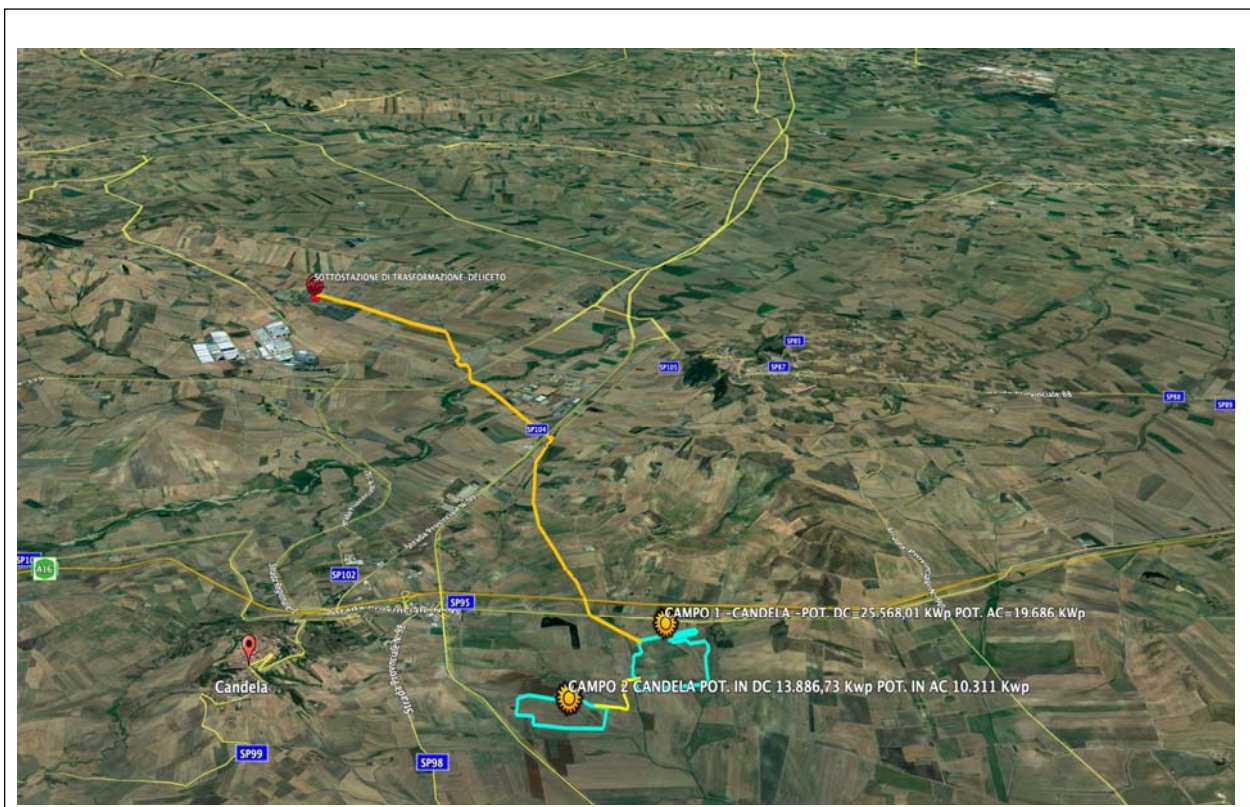 SOTTOSTAZIONE DI TRASFORMAZIONE-DELICETO
SP85
SP105
SP87
SP88
SP89
SP104
A16
SP102
SP95
CAMPO 1 -CANDELA -POT. DC=25.568,01 KWp POT. AC=19.686 KWp
Candela
CAMPO 2 CANDELA-POT. IN DC 13.886,73 Kwp POT. IN AC 10.311 Kwp
SP99
SP98